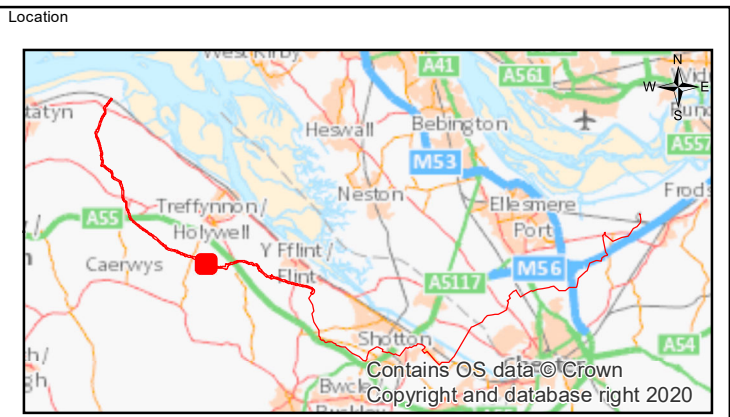 Location
West Kirby
A41
A561
N
W
E
S
tatyn
Heswall
Bebington
A557
M53
Treffynnon /
Holywell
Neston
Ellesmere
Port
Frods
A55
Caerwys
Y Fflint /
Flint
A5117
M56
Shotton
A54
Contains OS data © Crown
Copyright and database right 2020